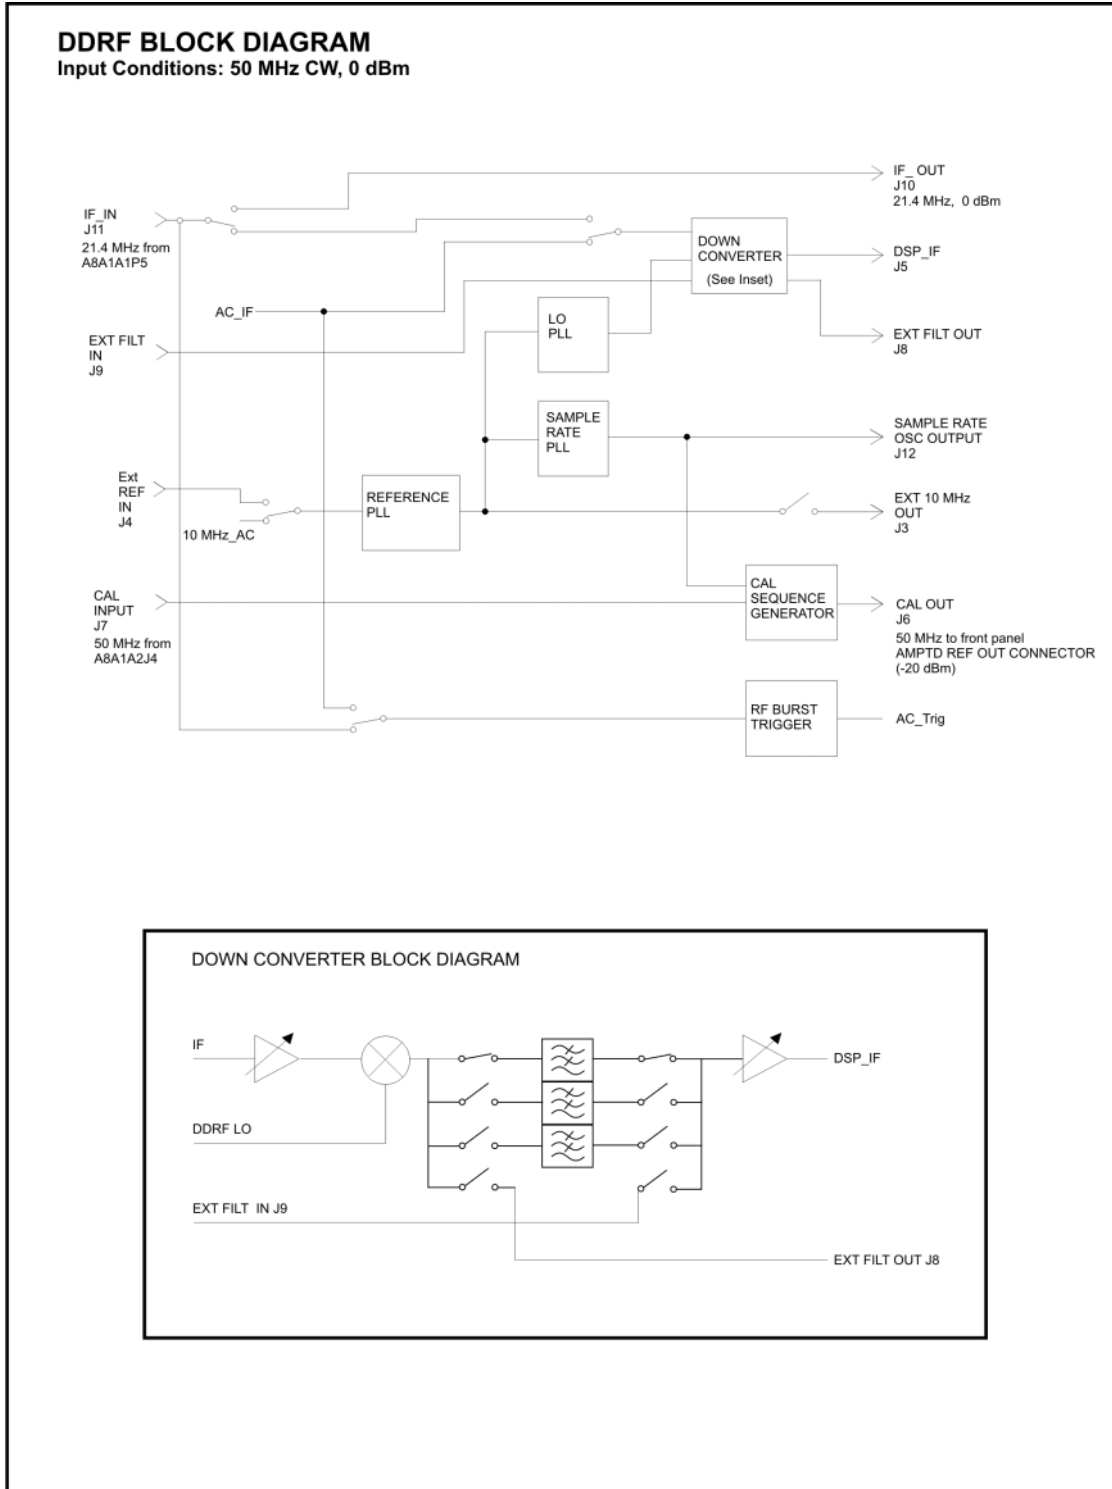 DDRF BLOCK DIAGRAM
Input Conditions: 50 MHz CW, 0 dBm
IF_ OUT
J10
21.4 MHz,  0 dBm
IF_IN
J11
21.4 MHz from
A8A1A1P5
DOWN
CONVERTER
(See Inset)
DSP_IF
J5
AC_IF
LO
PLL
EXT FILT
IN
J9
EXT FILT OUT
J8
SAMPLE
RATE
PLL
SAMPLE RATE
OSC OUTPUT
J12
Ext
REF
IN
J4
10 MHz_AC
REFERENCE
PLL
EXT 10 MHz
OUT
J3
CAL
INPUT
J7
50 MHz from
A8A1A2J4
CAL
SEQUENCE
GENERATOR
CAL OUT
J6
50 MHz to front panel
AMPTD REF OUT CONNECTOR
(-20 dBm)
RF BURST
TRIGGER
AC_Trig
DOWN CONVERTER BLOCK DIAGRAM
IF
DSP_IF
DDRF LO
EXT FILT  IN J9
EXT FILT OUT J8